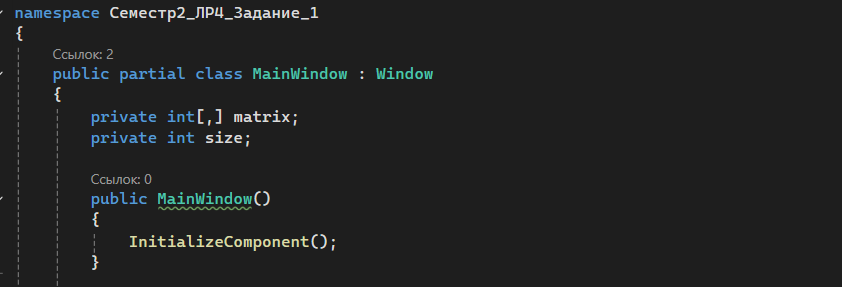 namespace Семестр2_ЛР4_Задание_1
{
Ссылок: 2
public partial class MainWindow : Window
{
private int[,] matrix;
private int size;
Ссылок: 0
public MainWindow()
{
InitializeComponent();
}